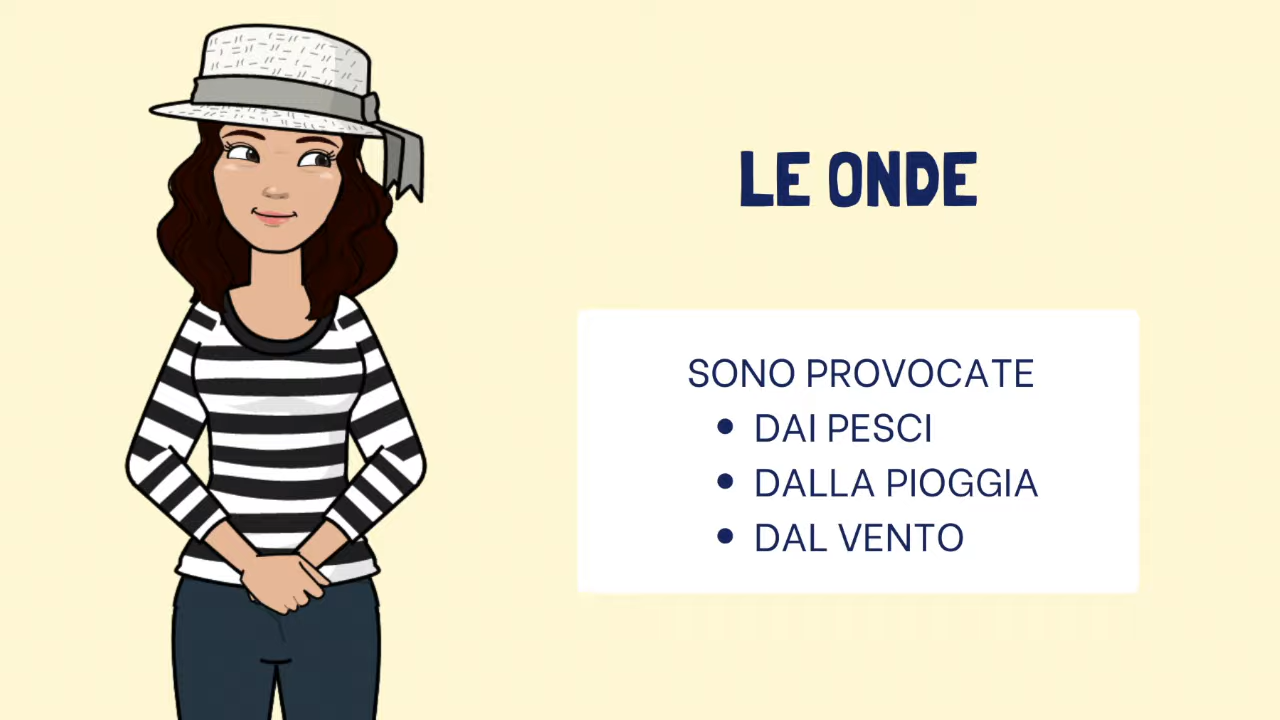 LE ONDE
SONO PROVOCATE
• DAI PESCI
• DALLA PIOGGIA
• DAL VENTO